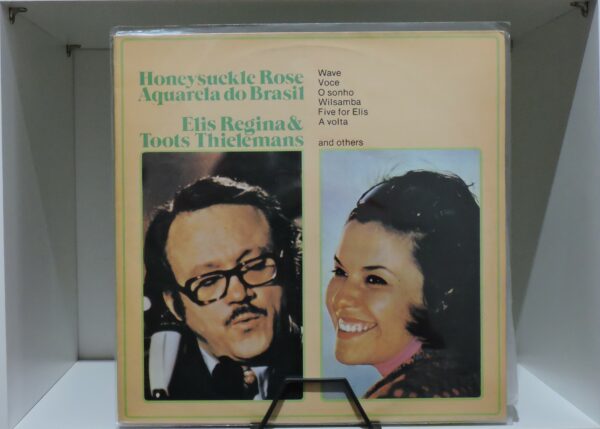 Honeysuckle Rose
Aquarela do Brasil
Elis Regina &
Toots Thielemans
Wave
Voce
O sonho
Wilsamba
Five for Elis
A volta
and others